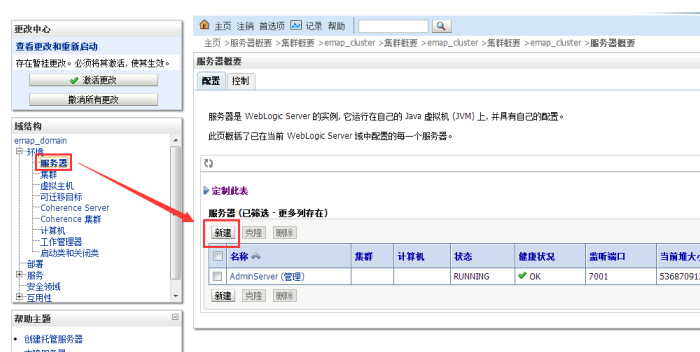 更改中心
查看更改和重新启动
存在暂挂更改。必须将其激活, 使其生效。
激活更改
撤消所有更改
域结构
emap_domain
环境
服务器
集群
虚拟主机
可迁移目标
Coherence Server
Coherence 集群
计算机
工作管理器
启动类和关闭类
部署
服务
安全领域
互用性
帮助主题
创建托管服务器
主页 注销 首选项 记录 帮助
主页 >服务器概要 >集群概要 >emap_cluster >集群概要 >emap_cluster >集群概要 >emap_cluster >服务器概要
服务器概要
配置 控制
服务器是 WebLogic Server 的实例, 它运行在自己的 Java 虚拟机 (JVM) 上, 并具有自己的配置。
此页概括了已在当前 WebLogic Server 域中配置的每一个服务器。
定制此表
服务器 (已筛选 - 更多列存在)
新建 克隆 删除
名称 集群 计算机 状态 健康状况 监听端口 当前堆大小
AdminServer (管理) RUNNING OK 7001 53687091
新建 克隆 删除